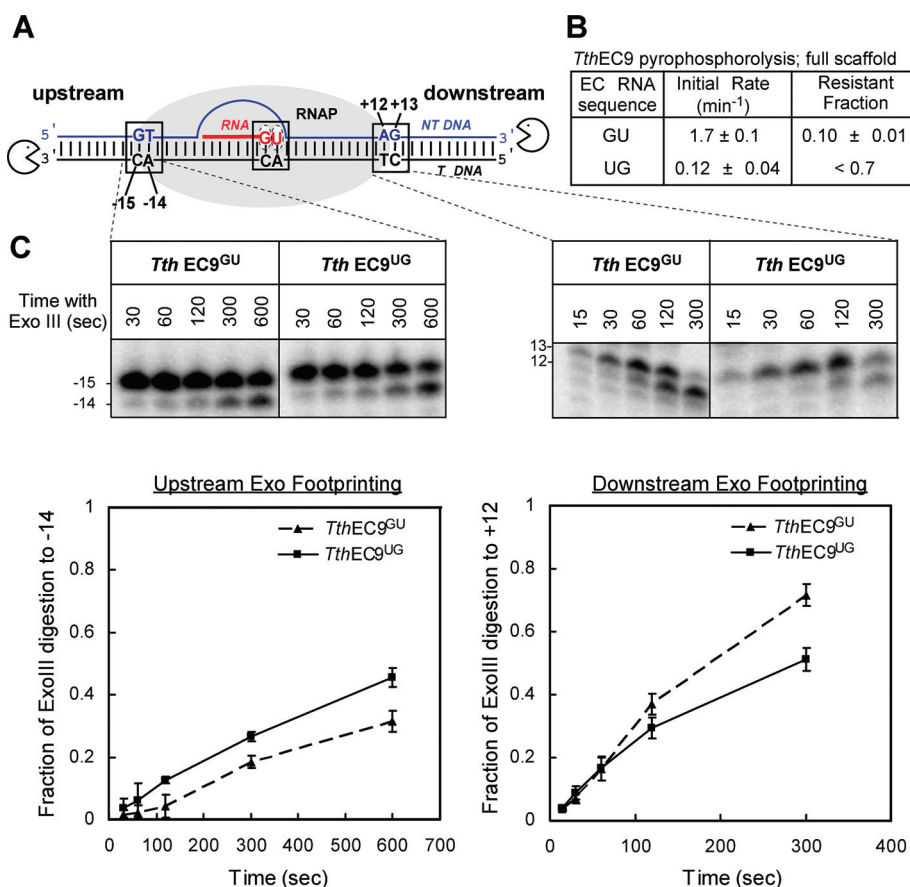 A
upstream
downstream
RNAP
+12 +13
5' GT RNA GU AG NT DNA 3'
3' CA CA TC T DNA 5'
-15 -14
B
TthEC9 pyrophosphorolysis; full scaffold
EC RNA sequence Initial Rate (min-1) Resistant Fraction
GU 1.7 ± 0.1 0.10 ± 0.01
UG 0.12 ± 0.04 < 0.7
C
Tth EC9GU Tth EC9UG
Time with Exo III (sec) 30 60 120 300 600 30 60 120 300 600
-15
-14
Tth EC9GU Tth EC9UG
15 30 60 120 300 15 30 60 120 300
13
12
Upstream Exo Footprinting
Fraction of ExoIII digestion to -14
1
0.8
0.6
0.4
0.2
0
TthEC9GU
TthEC9UG
0 100 200 300 400 500 600 700
Time (sec)
Downstream Exo Footprinting
Fraction of ExoIII digestion to +12
1
0.8
0.6
0.4
0.2
0
TthEC9GU
TthEC9UG
0 100 200 300 400
Time (sec)